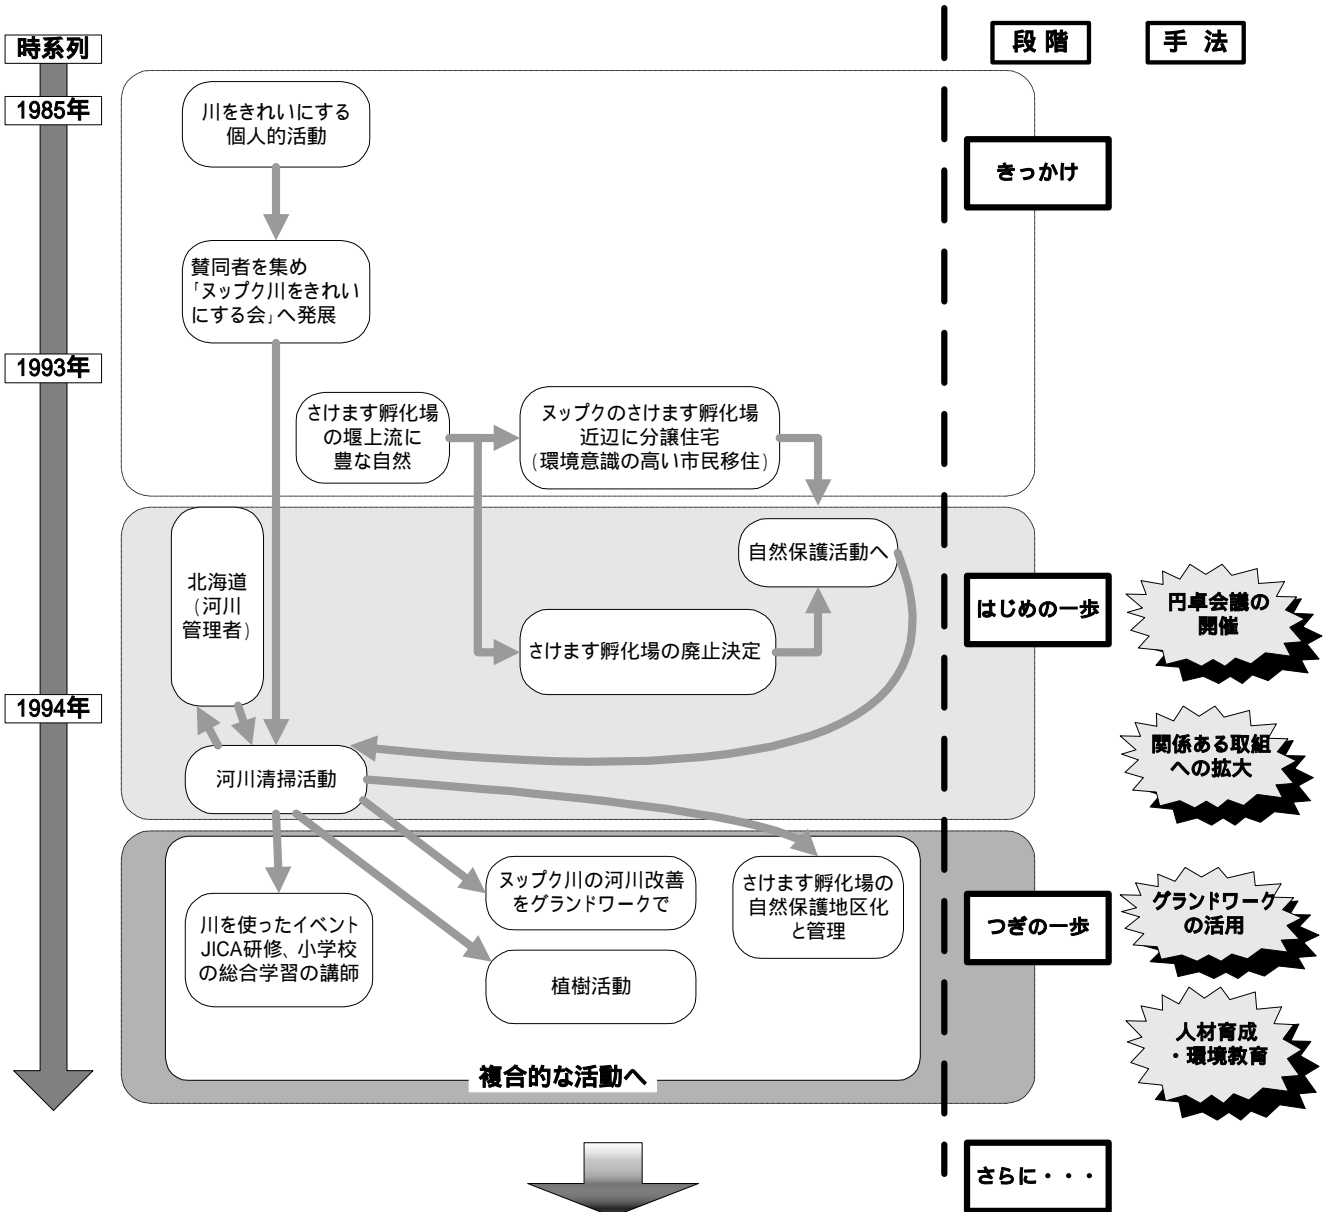 時系列
段 階
手 法
1985年
川をきれいにする
個人的活動
きっかけ
賛同者を集め
「ヌップク川をきれい
にする会」へ発展
1993年
さけます孵化場
の堰上流に
豊な自然
ヌップクのさけます孵化場
近辺に分譲住宅
(環境意識の高い市民移住)
北海道
(河川
管理者)
自然保護活動へ
さけます孵化場の廃止決定
はじめの一歩
円卓会議の
開催
1994年
関係ある取組
への拡大
河川清掃活動
川を使ったイベント
JICA研修、小学校
の総合学習の講師
ヌップク川の河川改善
をグランドワークで
植樹活動
さけます孵化場の
自然保護地区化
と管理
複合的な活動へ
つぎの一歩
グランドワーク
の活用
人材育成
・環境教育
さらに・・・